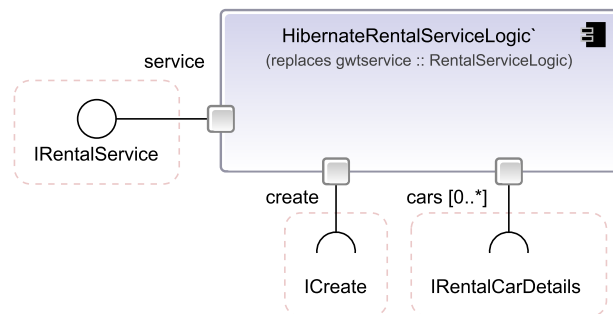 HibernateRentalServiceLogic`
(replaces gwtservice :: RentalServiceLogic)
service
IRentalService
create
cars [0..*]
ICreate
IRentalCarDetails